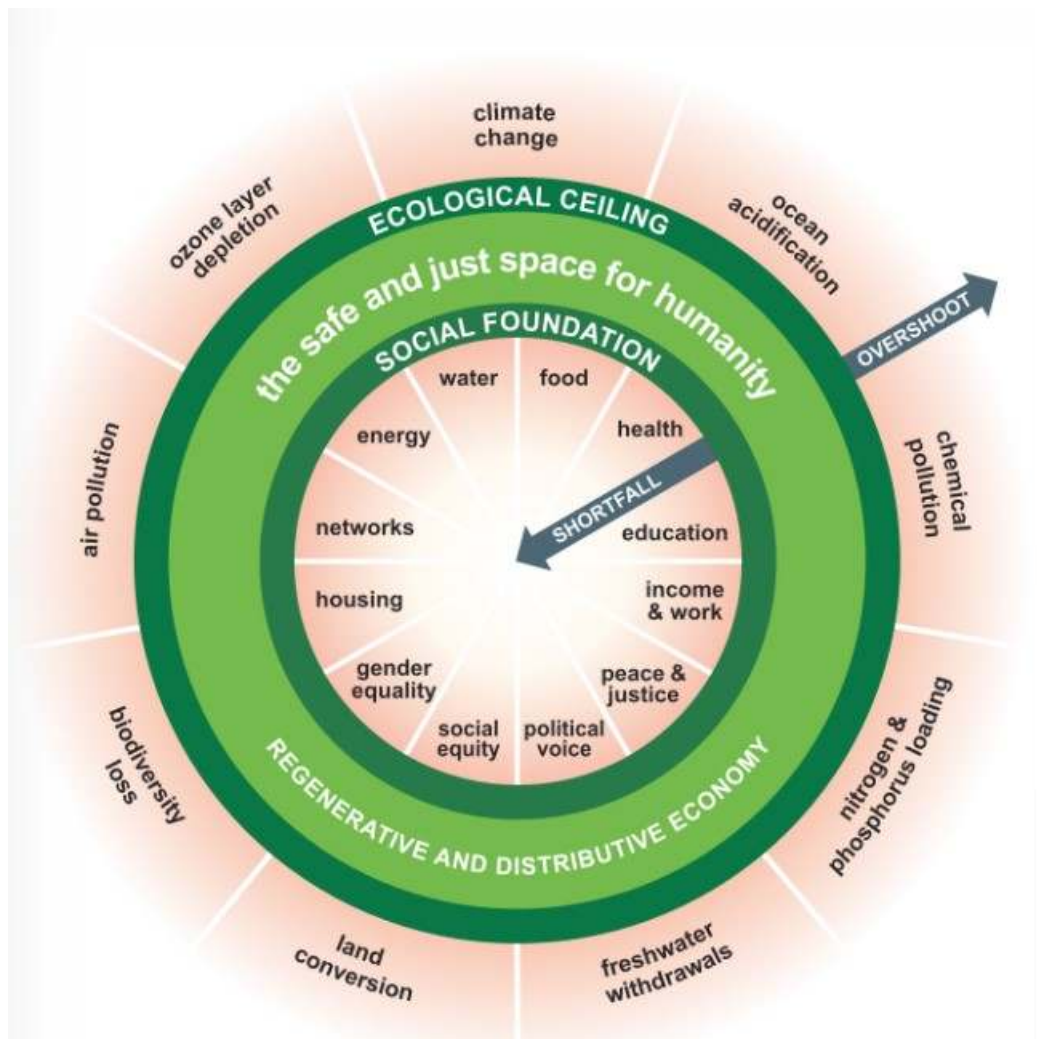 climate
change
ocean
acidification
OVERSHOOT
chemical
pollution
nitrogen &
phosphorus loading
freshwater
withdrawals
land
conversion
biodiversity
loss
air pollution
ozone layer
depletion
ECOLOGICAL CEILING
the safe and just space for humanity
SOCIAL FOUNDATION
water
food
health
SHORTFALL
education
income
& work
peace &
justice
political
voice
social
equity
gender
equality
housing
networks
energy
REGENERATIVE AND DISTRIBUTIVE ECONOMY